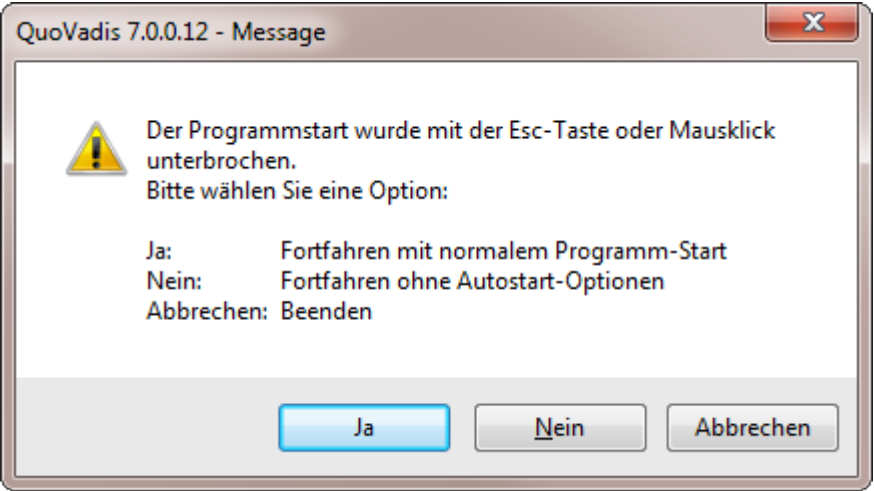 QuoVadis 7.0.0.12 - Message
Der Programmstart wurde mit der Esc-Taste oder Mausklick
unterbrochen.
Bitte wählen Sie eine Option:
Ja: Fortfahren mit normalem Programm-Start
Nein: Fortfahren ohne Autostart-Optionen
Abbrechen: Beenden
Ja Nein Abbrechen